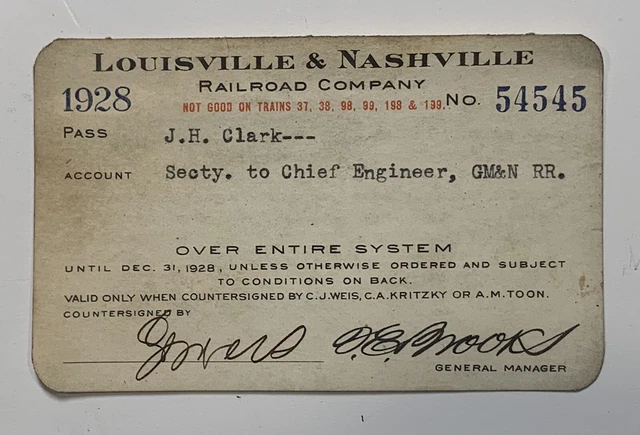 LOUISVILLE & NASHVILLE
RAILROAD COMPANY
1928 NOT GOOD ON TRAINS 37, 38, 98, 99, 198 & 199. No. 54545
PASS J.H. Clark---
ACCOUNT Secty. to Chief Engineer, GM&N RR.
OVER ENTIRE SYSTEM
UNTIL DEC. 31, 1928, UNLESS OTHERWISE ORDERED AND SUBJECT
TO CONDITIONS ON BACK.
VALID ONLY WHEN COUNTERSIGNED BY C.J. WEIS, C.A. KRITZKY OR A.M. TOON.
COUNTERSIGNED BY
GENERAL MANAGER